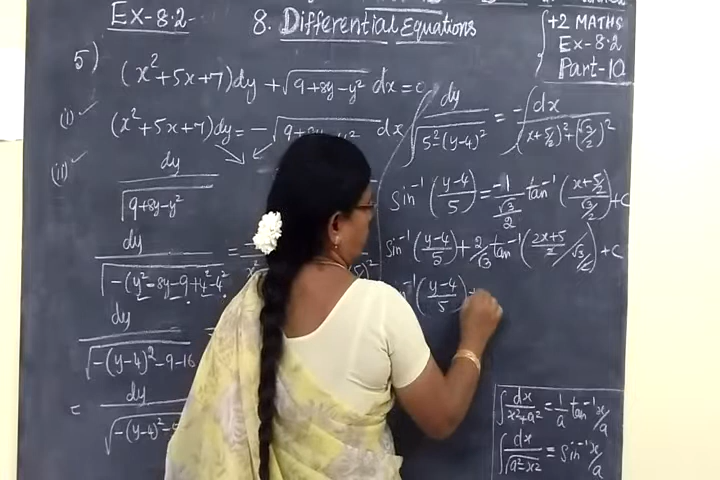 Ex-8.2-
8. Differential Equations
+2 MATHS
Ex-8.2
Part-10
5)
(x²+5x+7)dy + √9+8y-y² dx = 0
(i) ✓
(x²+5x+7)dy = -√9+8y-y² dx
(ii) ✓
dy
√9+8y-y²
dy
√-(y²-8y-9+4²-4²
dy
√-(y-4)²-9-16
= dy
√-(y-4)²-
∫ dy / √5²-(y-4)² = -∫ dx / (x+5/2)²+(√3/2)²
Sin⁻¹ (y-4/5) = -1/√3/2 tan⁻¹ (x+5/2 / √3/2) + C
Sin⁻¹ (y-4/5) + 2/√3 tan⁻¹ (2x+5/2 / √3/2) + C
(y-4/5) +
∫ dx/x²+a² = 1/a tan⁻¹ x/a
∫ dx/√a²-x² = Sin⁻¹ x/a